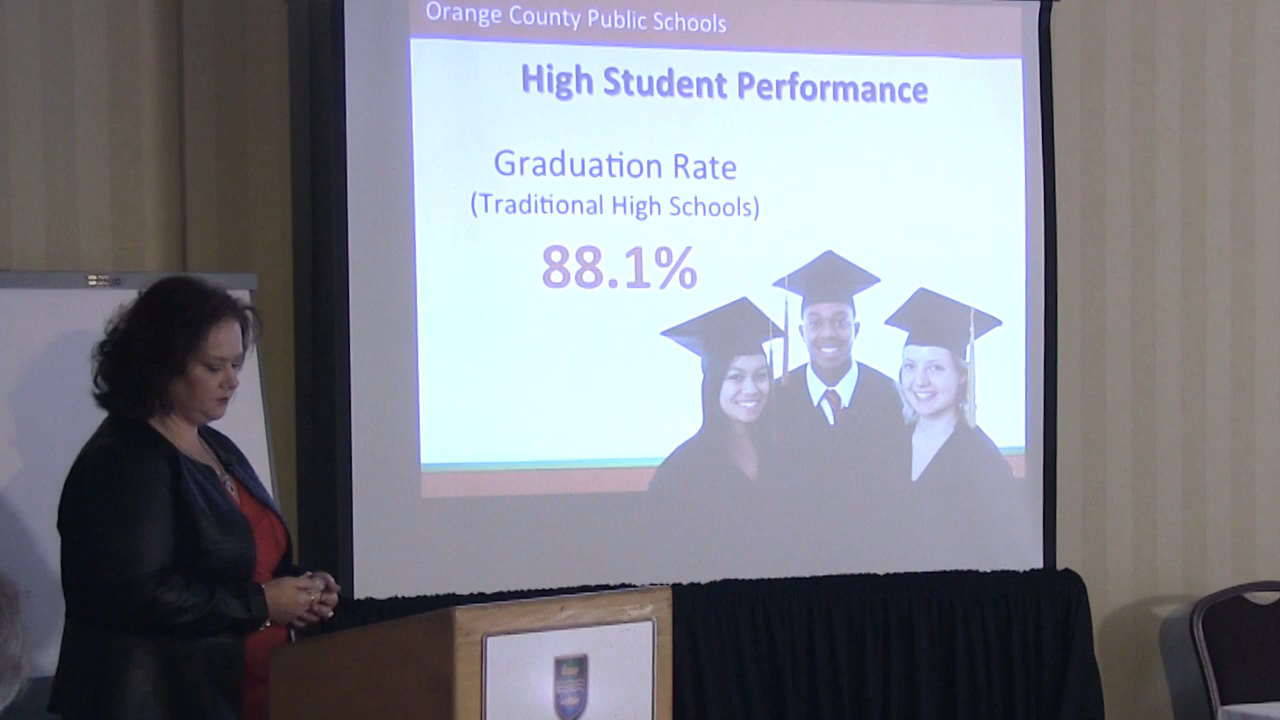 Orange County Public Schools
High Student Performance
Graduation Rate
(Traditional High Schools)
88.1%